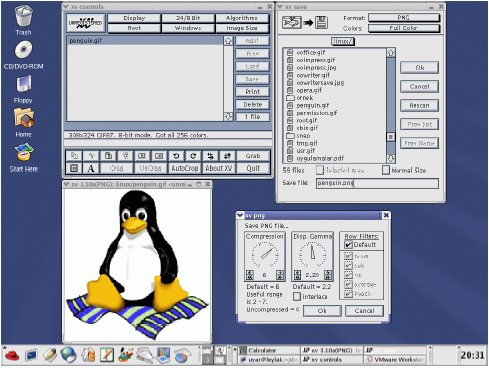 Trash
CD/DVD-ROM
Floppy
Home
Start Here
xv controls
UNREGISTERED
Display
24/8 Bit
Algorithms
Root
Windows
Image Size
penguin.gif
Next
Prev
Load
Save
Print
Delete
1 file
308x324 GIF87. 8-bit mode. Got all 256 colors.
Grab
A
Crop
UnCrop
AutoCrop
About XV
Quit
xv save
Format:
PNG
Colors:
Full Color
linux/
ooffice.gif
ooimpress.gif
ooimpress.jpg
oowriter.gif
oowritersave.jpg
opera.gif
ornek
penguin.gif
permission.gif
root.gif
sbin.gif
snap
tmp.gif
usr.gif
uygulamalar.pdf
Ok
Cancel
Rescan
Prev Set
Prev Name
59 files
Selected Area
Normal Size
Save file:
penguin.png
xv 3.10a(PNG): linux/penguin.gif <unreg
xv png
Save PNG file...
Compression
6
Default = 6
Useful range
is 2 - 7.
Uncompressed = 0
Disp. Gamma
2.20
Default = 2.2
interlace
Row Filters:
Default
none
sub
up
average
Paeth
Ok
Cancel
Calculator
xv 3.10a(PNG)
xv controls
VMware Workst
20:31